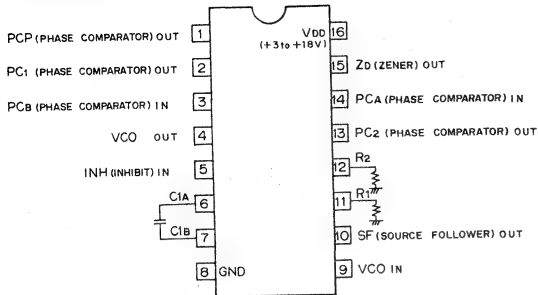 PCP (PHASE COMPARATOR) OUT 1
PC1 (PHASE COMPARATOR) OUT 2
PCB (PHASE COMPARATOR) IN 3
VCO OUT 4
INH (INHIBIT) IN 5
C1A 6
C1B 7
8 GND
VDD 16
(+3 to +18V)
15 ZD (ZENER) OUT
14 PCA (PHASE COMPARATOR) IN
13 PC2 (PHASE COMPARATOR) OUT
12 R2
11 R1
10 SF (SOURCE FOLLOWER) OUT
9 VCO IN